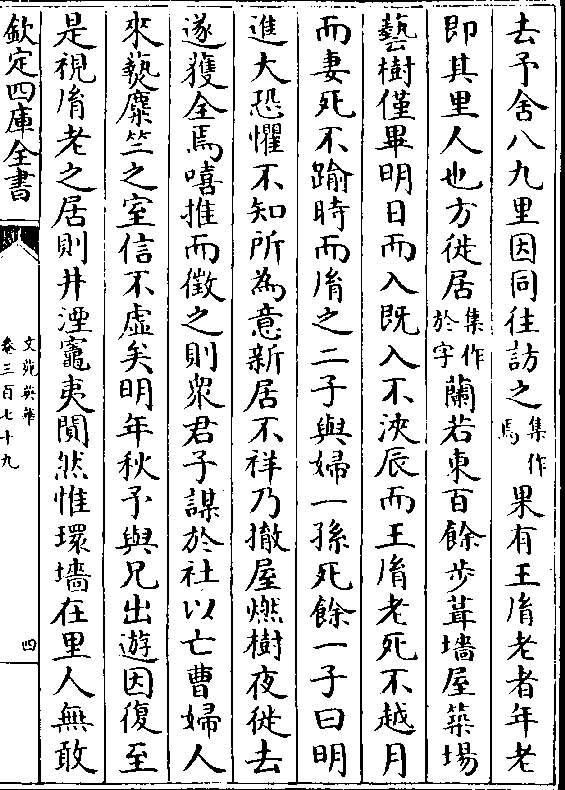 去予舍八九里因同往訪之集作焉果有王胤老者年老
即其里人也方徙居集作於字蘭若東百餘步葺墻屋築場
藝樹僅畢明日而入既入不浹辰而王胤老死不越月
而妻死不踰時而胤之二子與婦一孫死餘一子曰明
進大恐懼不知所為意新居不祥乃撤屋燃樹夜徙去
遂獲全焉嘻推而徵之則衆君子謀於社以亡曹婦人
來褻麋竺之室信不虛矣明年秋予與兄出遊因復至
是視胤老之居則井湮竈夷閴然惟環墻在里人無敢
欽定四庫全書
文苑英華
卷三百七十九
四